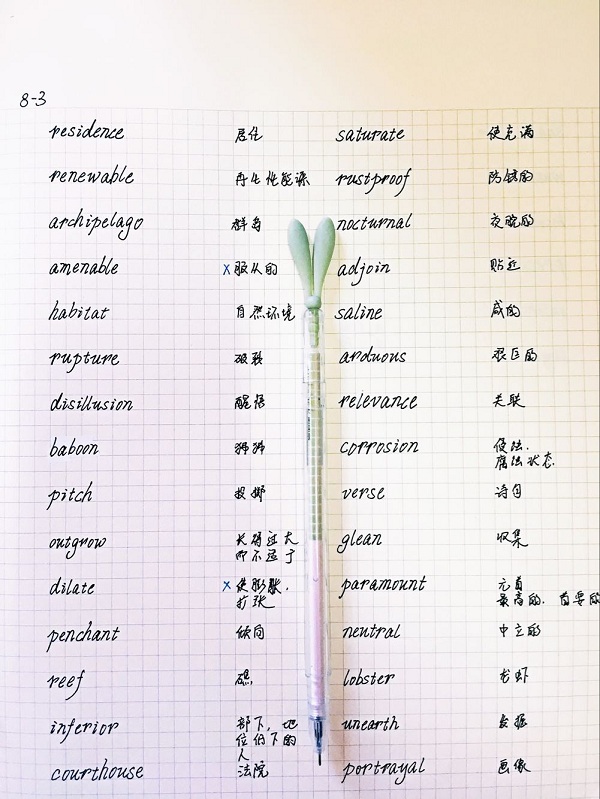 8-3
residence 居住 saturate 使充满
renewable 再生性能源 rustproof 防锈的
archipelago 群岛 nocturnal 夜晚的
amenable x服从的 adjoin 贴近
habitat 自然环境 saline 咸的
rupture 破裂 arduous 艰巨的
disillusion 醒悟 relevance 关联
baboon 狒狒 corrosion 侵蚀.
腐蚀状态
pitch 投掷 verse 诗句
outgrow 长得过大 glean 收集
而不适于
dilate x使膨胀. paramount 元首
扩张 最高的. 首要的
penchant 倾向 neutral 中立的
reef 礁 lobster 龙虾
inferior 部下, 地 unearth 发掘
位低下的
人
courthouse 法院 portrayal 画像